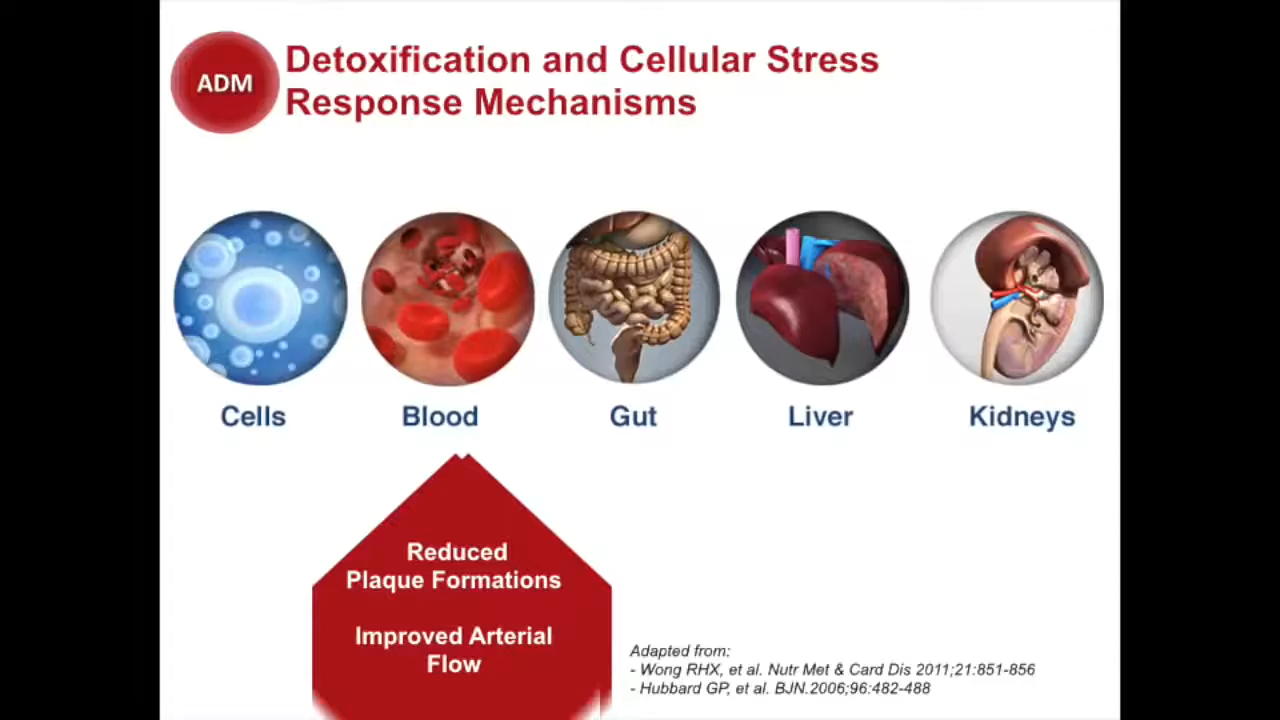 ADM
Detoxification and Cellular Stress
Response Mechanisms
Cells
Blood
Gut
Liver
Kidneys
Reduced
Plaque Formations
Improved Arterial
Flow
Adapted from:
- Wong RHX, et al. Nutr Met & Card Dis 2011;21:851-856
- Hubbard GP, et al. BJN.2006;96:482-488